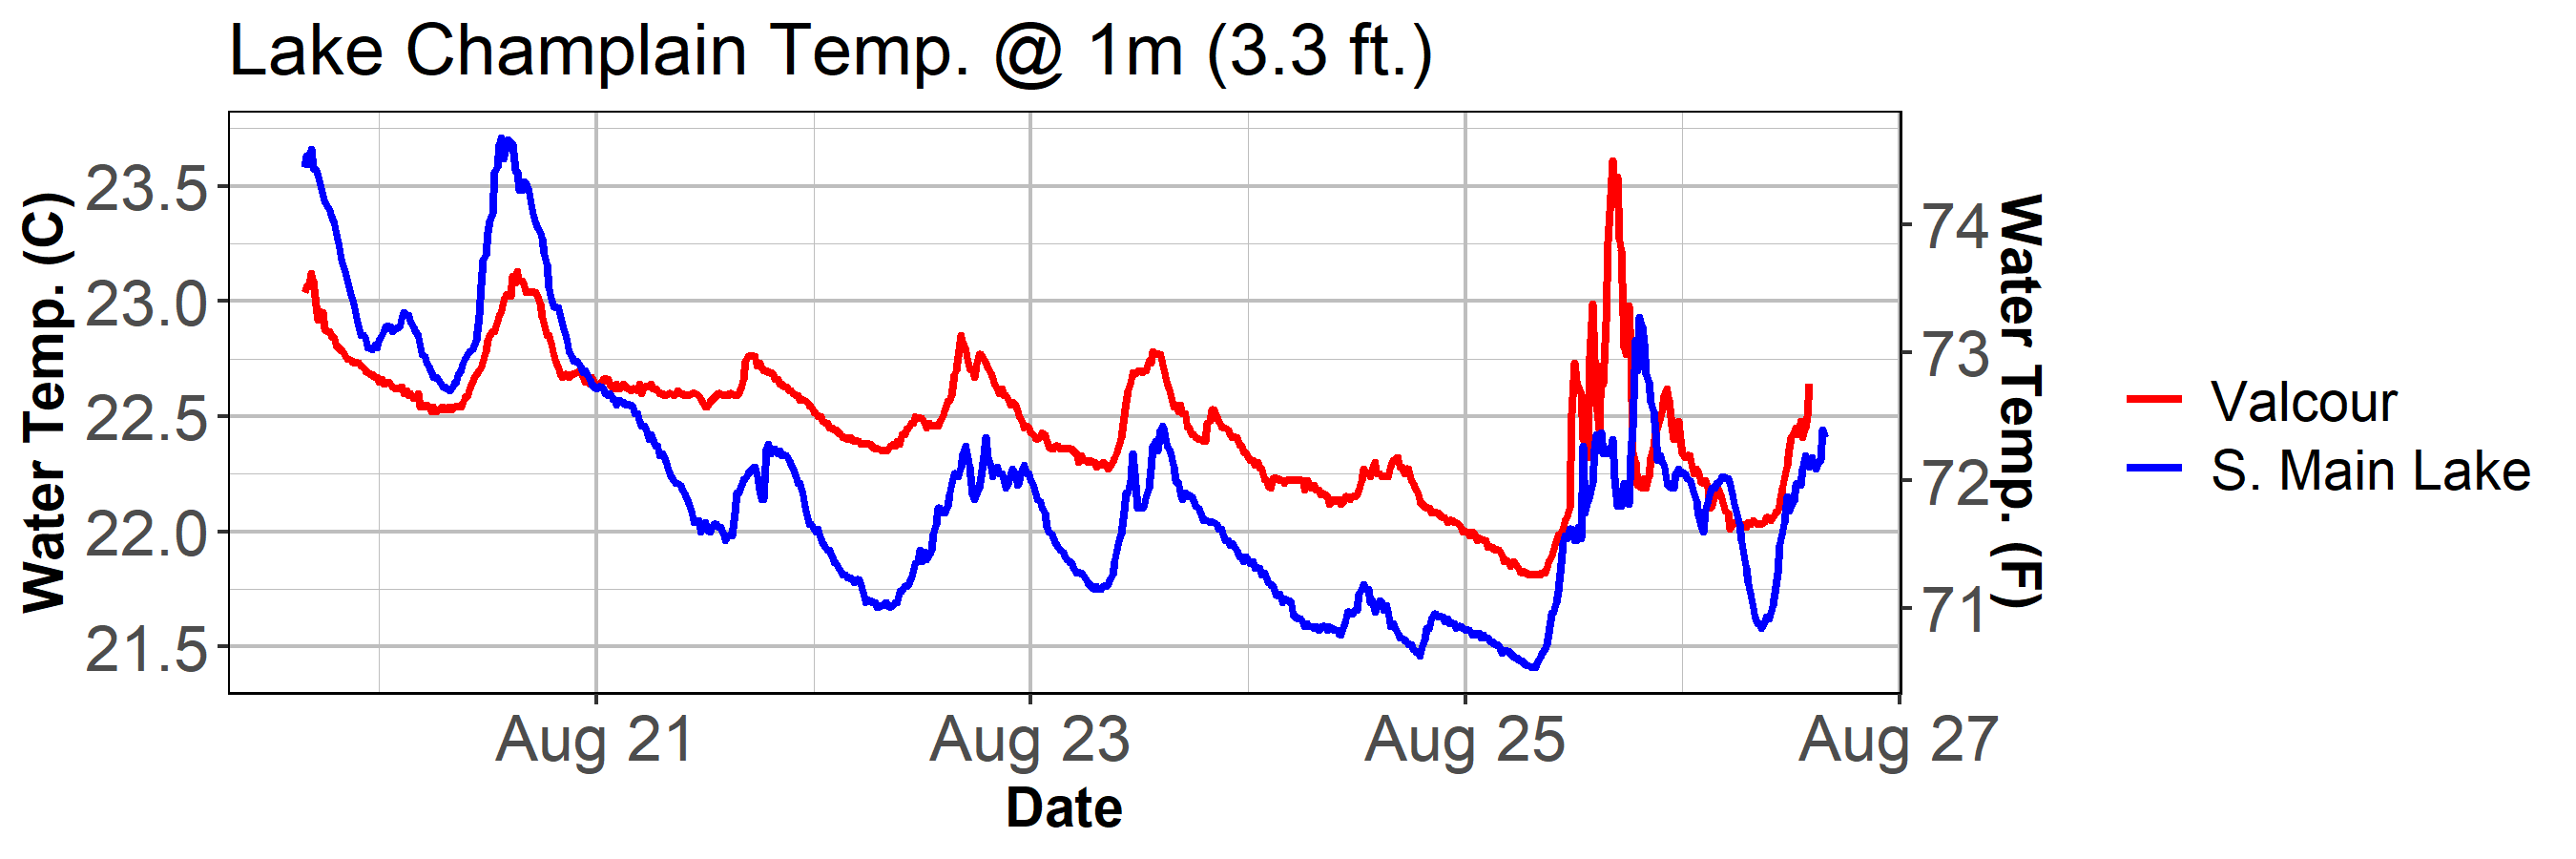 Lake Champlain Temp. @ 1m (3.3 ft.)
Water Temp. (C)
23.5
23.0
22.5
22.0
21.5
74
73
72
71
Water Temp. (F)
Aug 21
Aug 23
Aug 25
Aug 27
Date
Valcour
S. Main Lake